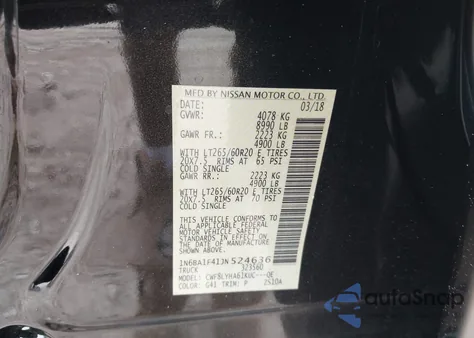 MFD BY NISSAN MOTOR CO., LTD.
DATE: 03/18
GVWR: 4078 KG
8990 LB
GAWR FR.: 2223 KG
4900 LB
WITH LT265/60R20 E TIRES
20X7.5 RIMS AT 65 PSI
COLD SINGLE
GAWR RR.: 2223 KG
4900 LB
WITH LT265/60R20 E TIRES
20X7.5 RIMS AT 70 PSI
COLD SINGLE
THIS VEHICLE CONFORMS TO
ALL APPLICABLE FEDERAL
MOTOR VEHICLE SAFETY
STANDARDS IN EFFECT ON
THE DATE OF MANUFACTURE
SHOWN ABOVE.
1N6BA1F41JN524636
TRUCK 323560
COLOR: G41 TRIM: P
autoSnap